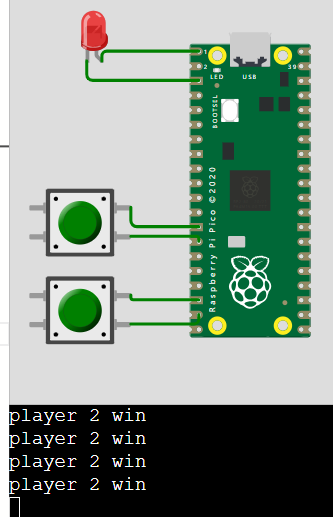 1
2
39
LED
USB
BOOTSEL
Raspberry Pi Pico ©2020
player 2 win
player 2 win
player 2 win
player 2 win